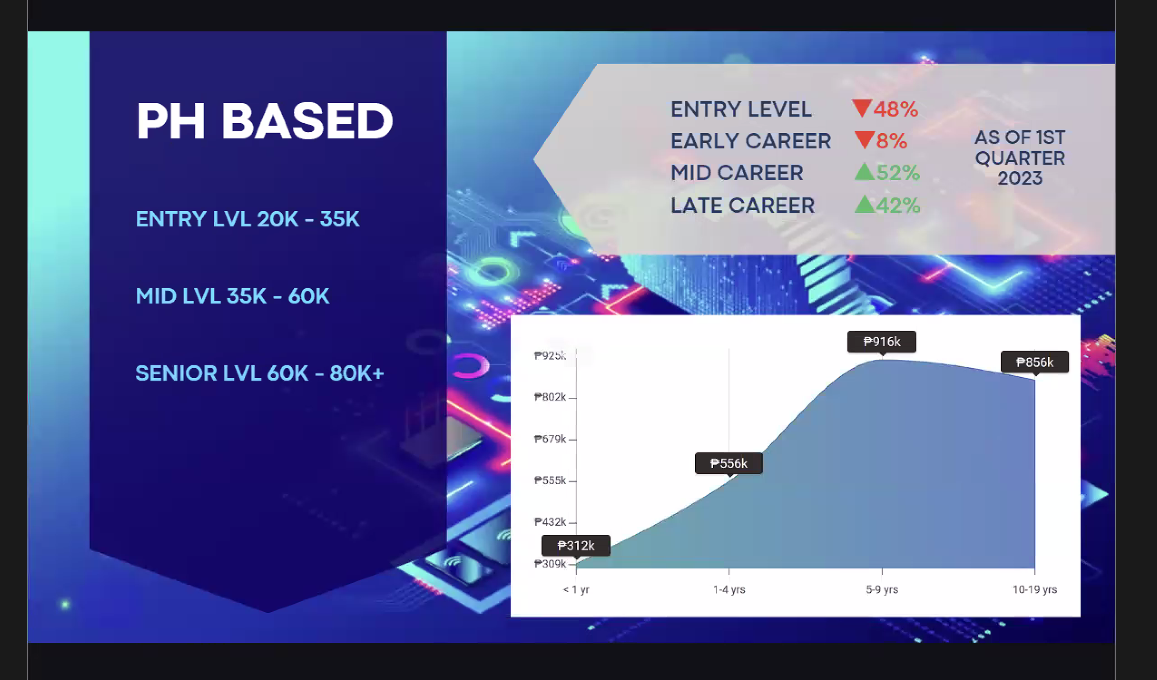 PH BASED
ENTRY LVL 20K - 35K
MID LVL 35K - 60K
SENIOR LVL 60K - 80K+
ENTRY LEVEL ▼48%
EARLY CAREER ▼8%
MID CAREER ▲52%
LATE CAREER ▲42%
AS OF 1ST
QUARTER
2023
₱925k
₱802k
₱679k
₱555k
₱432k
₱309k
₱312k
₱556k
₱916k
₱856k
< 1 yr
1-4 yrs
5-9 yrs
10-19 yrs